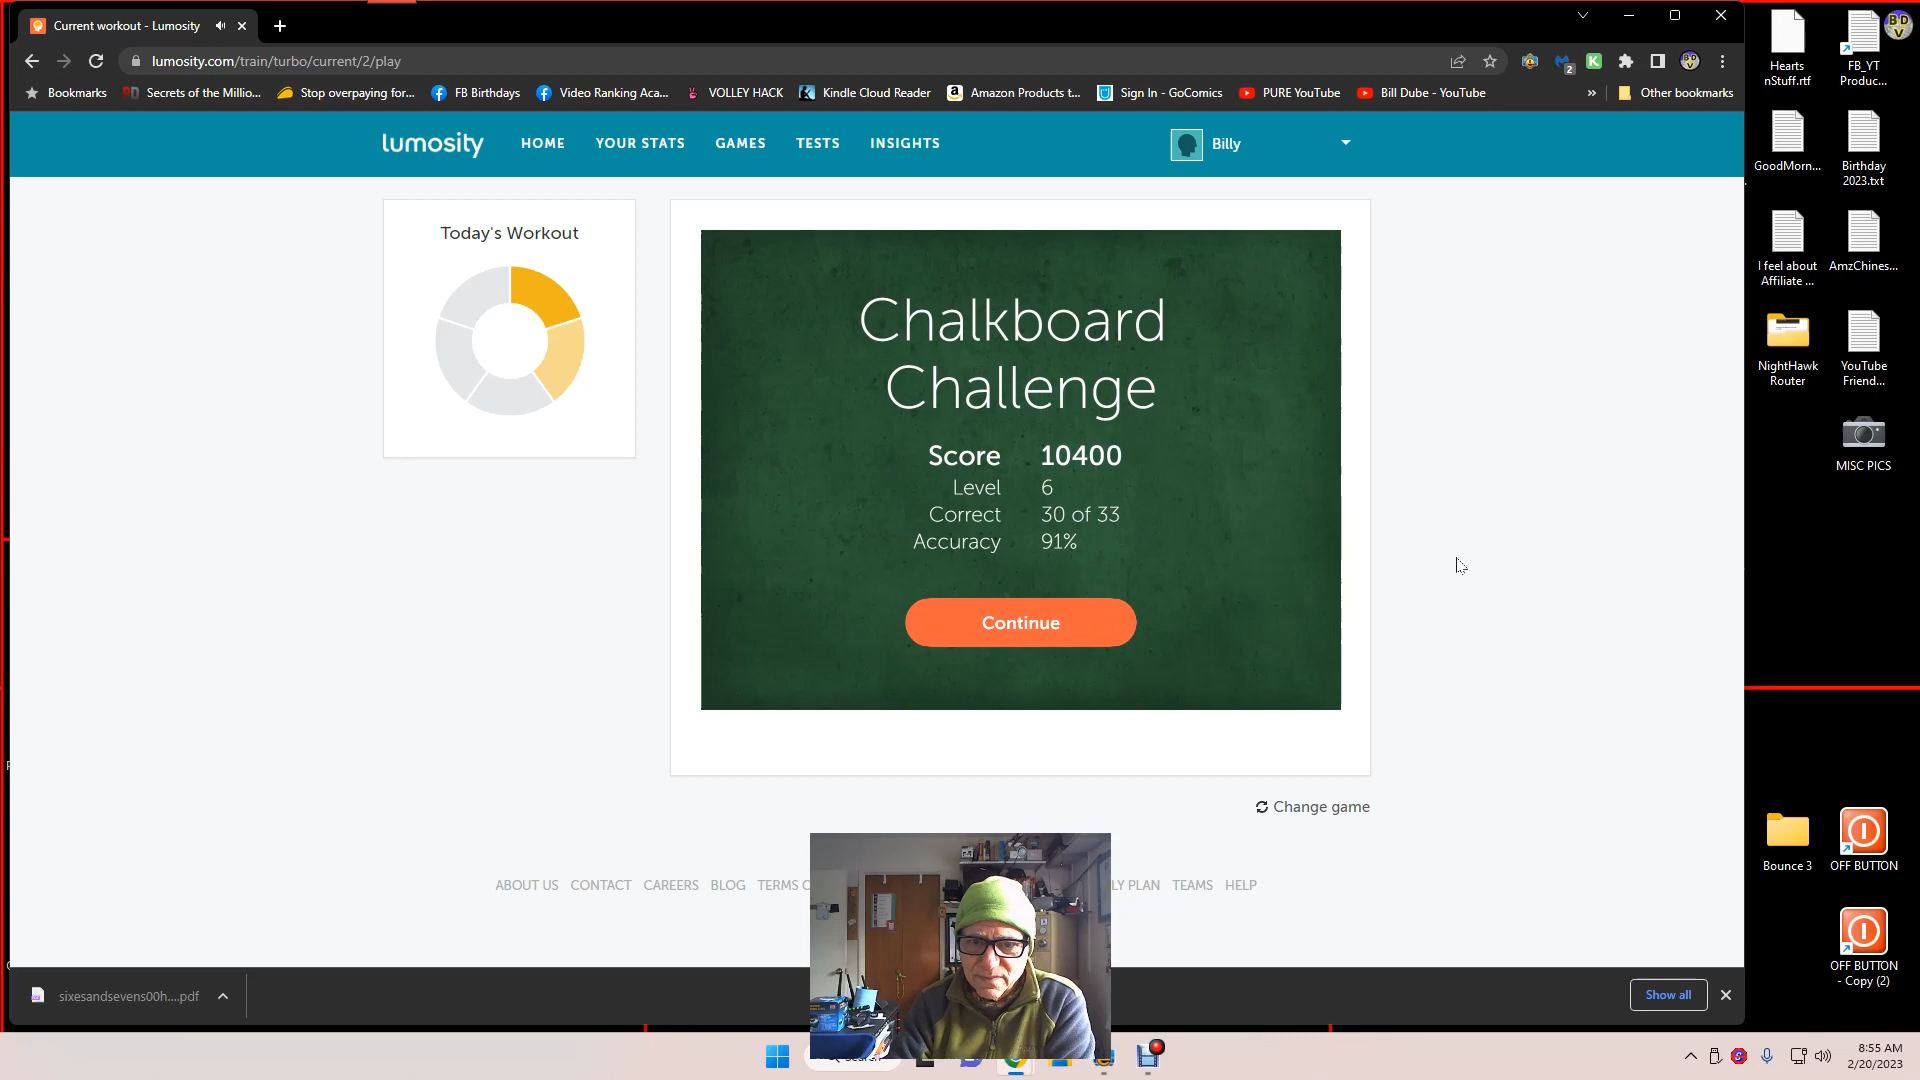 Current workout - Lumosity
lumosity.com/train/turbo/current/2/play
2
Bookmarks
Secrets of the Millio...
Stop overpaying for...
FB Birthdays
Video Ranking Aca...
VOLLEY HACK
Kindle Cloud Reader
Amazon Products t...
Sign In - GoComics
PURE YouTube
Bill Dube - YouTube
»
Other bookmarks
lumosity
HOME
YOUR STATS
GAMES
TESTS
INSIGHTS
Billy
Today's Workout
Chalkboard
Challenge
Score 10400
Level 6
Correct 30 of 33
Accuracy 91%
Continue
Change game
ABOUT US
CONTACT
CAREERS
BLOG
TERMS
LY PLAN
TEAMS
HELP
sixesandsevens00h....pdf
Show all
Hearts
nStuff.rtf
FB_YT
Produc...
BD
V
GoodMorn...
Birthday
2023.txt
I feel about
Affiliate ...
AmzChines...
NightHawk
Router
YouTube
Friend...
MISC PICS
Bounce 3
OFF BUTTON
OFF BUTTON
- Copy (2)
8:55 AM
2/20/2023